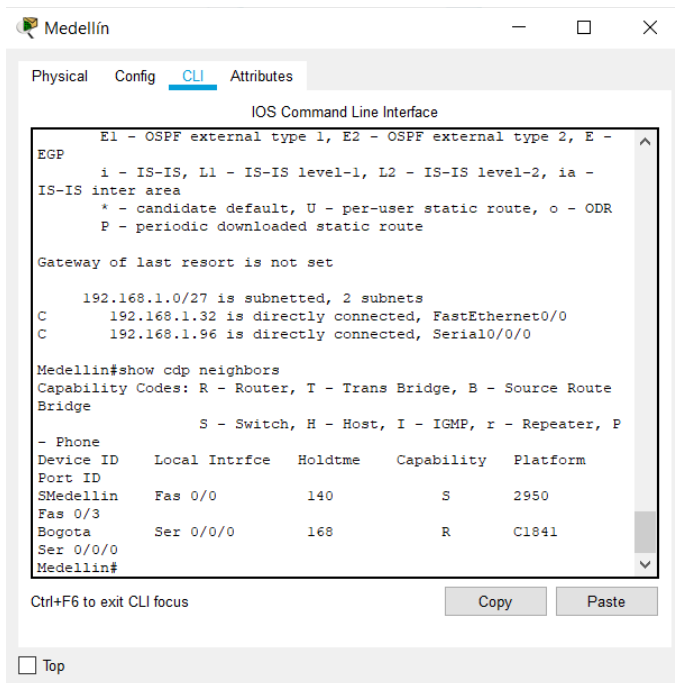 Medellín
Physical Config CLI Attributes
IOS Command Line Interface
E1 - OSPF external type 1, E2 - OSPF external type 2, E -
EGP
i - IS-IS, L1 - IS-IS level-1, L2 - IS-IS level-2, ia -
IS-IS inter area
* - candidate default, U - per-user static route, o - ODR
P - periodic downloaded static route
Gateway of last resort is not set
192.168.1.0/27 is subnetted, 2 subnets
C 192.168.1.32 is directly connected, FastEthernet0/0
C 192.168.1.96 is directly connected, Serial0/0/0
Medellin#show cdp neighbors
Capability Codes: R - Router, T - Trans Bridge, B - Source Route
Bridge
S - Switch, H - Host, I - IGMP, r - Repeater, P
- Phone
Device ID Local Intrfce Holdtme Capability Platform
Port ID
SMedellin Fas 0/0 140 S 2950
Fas 0/3
Bogota Ser 0/0/0 168 R C1841
Ser 0/0/0
Medellin#
Ctrl+F6 to exit CLI focus Copy Paste
Top